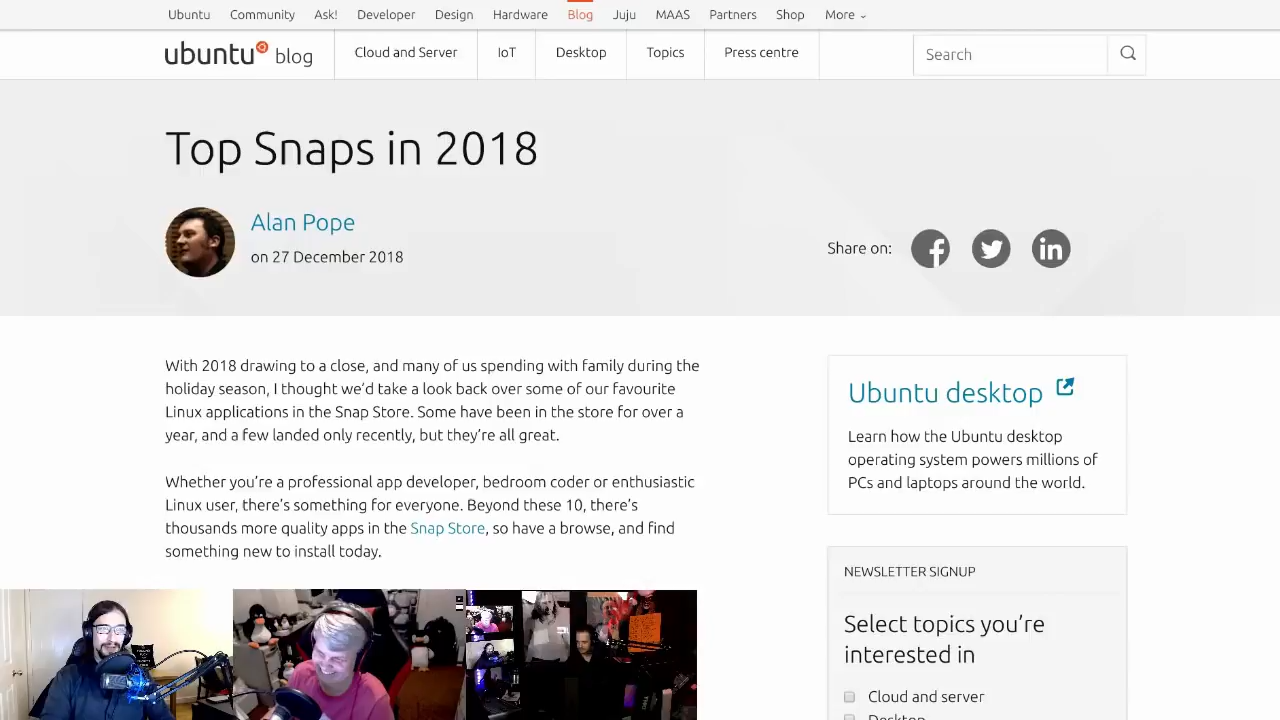 Ubuntu Community Ask! Developer Design Hardware Blog Juju MAAS Partners Shop More
ubuntu blog Cloud and Server IoT Desktop Topics Press centre Search
Top Snaps in 2018
Alan Pope
on 27 December 2018
Share on:
With 2018 drawing to a close, and many of us spending with family during the
holiday season, I thought we'd take a look back over some of our favourite
Linux applications in the Snap Store. Some have been in the store for over a
year, and a few landed only recently, but they're all great.
Whether you're a professional app developer, bedroom coder or enthusiastic
Linux user, there's something for everyone. Beyond these 10, there's
thousands more quality apps in the Snap Store, so have a browse, and find
something new to install today.
Ubuntu desktop
Learn how the Ubuntu desktop
operating system powers millions of
PCs and laptops around the world.
NEWSLETTER SIGNUP
Select topics you're
interested in
Cloud and server
Desktop